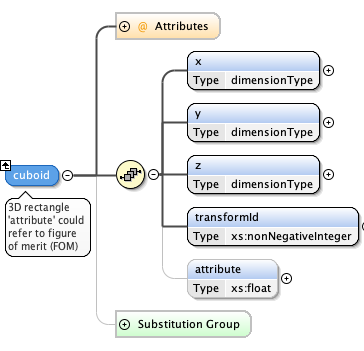 @ Attributes
x
Type dimensionType
y
Type dimensionType
z
Type dimensionType
cuboid
3D rectangle
'attribute' could
refer to figure
of merit (FOM)
transformId
Type xs:nonNegativeInteger
attribute
Type xs:float
Substitution Group